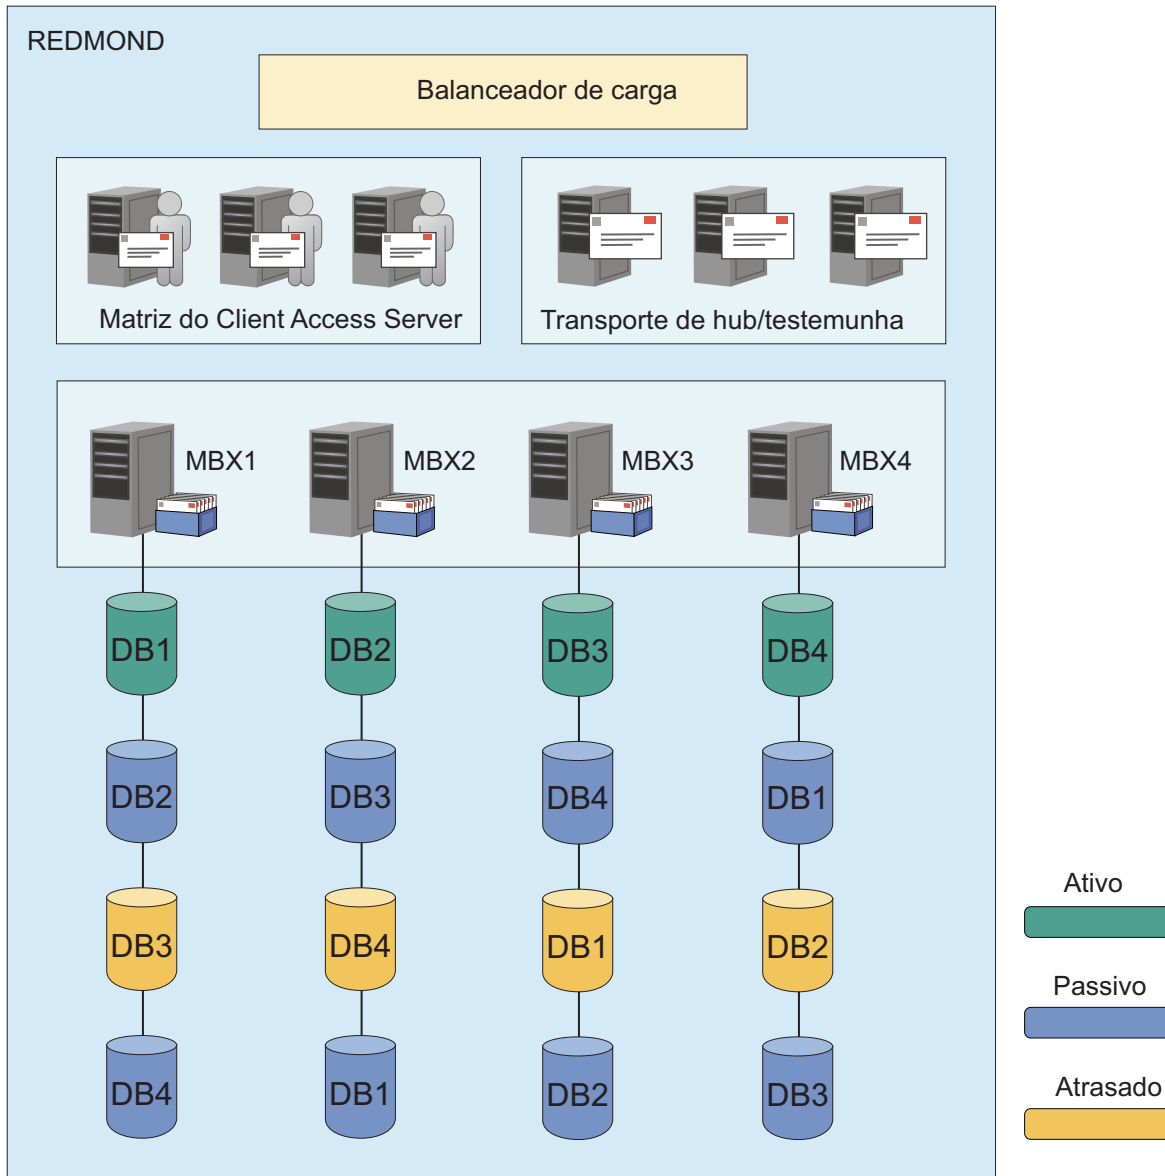 REDMOND
Balanceador de carga
Matriz do Client Access Server
Transporte de hub/testemunha
MBX1
MBX2
MBX3
MBX4
DB1
DB2
DB3
DB4
DB2
DB3
DB4
DB1
DB3
DB4
DB1
DB2
DB4
DB1
DB2
DB3
Ativo
Passivo
Atrasado